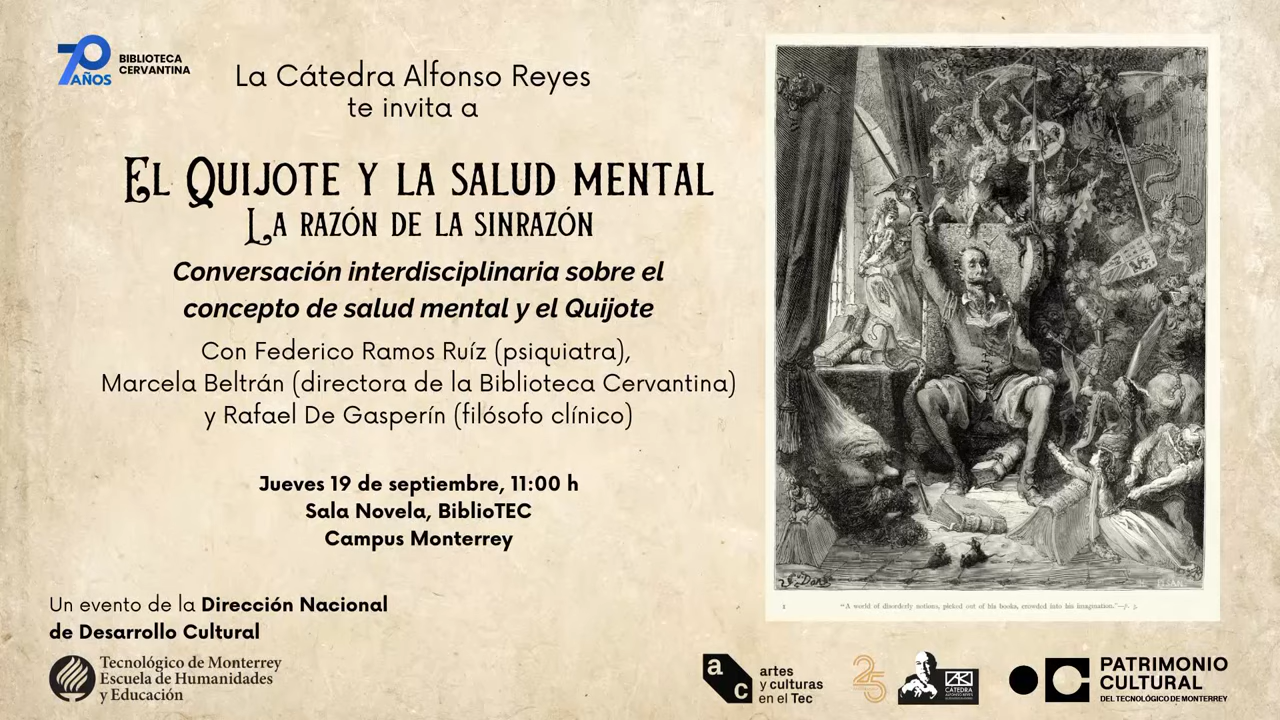 70
AÑOS
BIBLIOTECA
CERVANTINA
La Cátedra Alfonso Reyes
te invita a
El Quijote y la salud mental
La razón de la sinrazón
Conversación interdisciplinaria sobre el
concepto de salud mental y el Quijote
Con Federico Ramos Ruíz (psiquiatra),
Marcela Beltrán (directora de la Biblioteca Cervantina)
y Rafael De Gasperín (filósofo clínico)
Jueves 19 de septiembre, 11:00 h
Sala Novela, BiblioTEC
Campus Monterrey
"A world of disorderly notions, picked out of his books, crowded into his imagination."—p. 3.
Un evento de la Dirección Nacional
de Desarrollo Cultural
Tecnológico de Monterrey
Escuela de Humanidades
y Educación
ac
artes
y culturas
en el Tec
25
CÁTEDRA
ALFONSO REYES
PATRIMONIO
CULTURAL
DEL TECNOLÓGICO DE MONTERREY